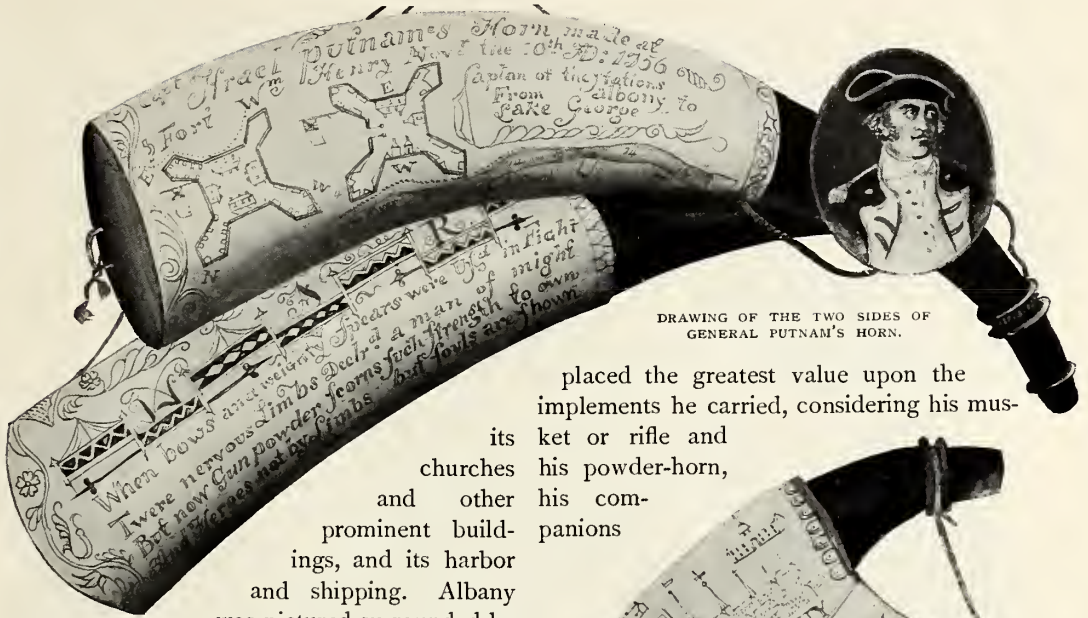 Capt Israel Putnam's Horn made at
Fort Wm Henry Novr the 10th AD: 1756
E's
A plan of the Stations
From Albany to
Lake George
E
W
N
W A R
When bows and weighty Spears were us'd in Fight
Twere nervous Limbs Declr'd a man of might
But now Gun powder scorns such strength to own
And Heroes not by Limbs but souls are shown
DRAWING OF THE TWO SIDES OF
GENERAL PUTNAM'S HORN.
placed the greatest value upon the
implements he carried, considering his mus-
ket or rifle and
his powder-horn,
his com-
panions
its
churches
and other
prominent build-
ings, and its harbor
and shipping. Albany